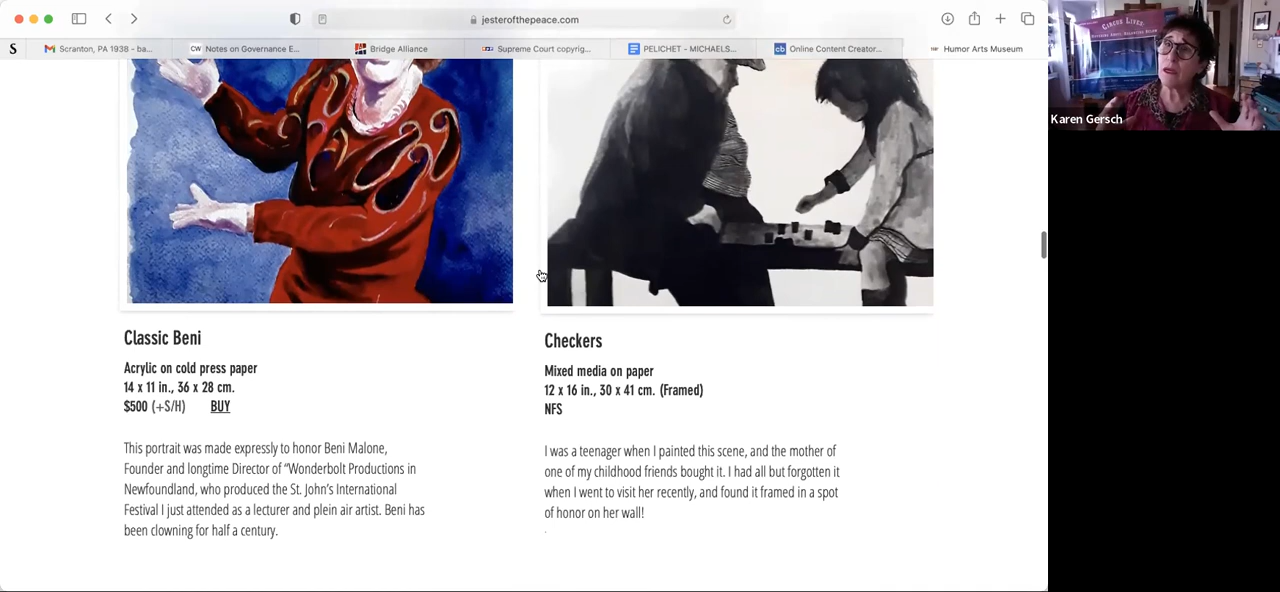 jesterofthepeace.com
S
Scranton, PA 1938 - ba...
CW Notes on Governance E...
Bridge Alliance
Supreme Court copyrig...
PELICHET - MICHAELS...
cb Online Content Creator...
Humor Arts Museum
CIRCUS LIVES:
Karen Gersch
Classic Beni
Acrylic on cold press paper
14 x 11 in., 36 x 28 cm.
$500 (+S/H) BUY
This portrait was made expressly to honor Beni Malone,
Founder and longtime Director of “Wonderbolt Productions in
Newfoundland, who produced the St. John’s International
Festival I just attended as a lecturer and plein air artist. Beni has
been clowning for half a century.
Checkers
Mixed media on paper
12 x 16 in., 30 x 41 cm. (Framed)
NFS
I was a teenager when I painted this scene, and the mother of
one of my childhood friends bought it. I had all but forgotten it
when I went to visit her recently, and found it framed in a spot
of honor on her wall!
.